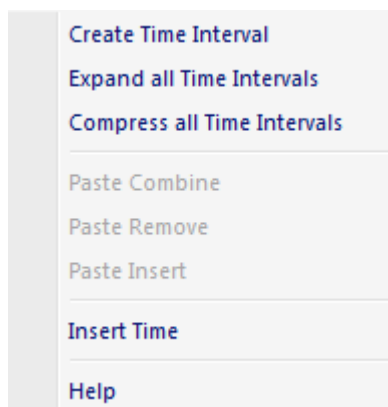 Create Time Interval
Expand all Time Intervals
Compress all Time Intervals
Paste Combine
Paste Remove
Paste Insert
Insert Time
Help